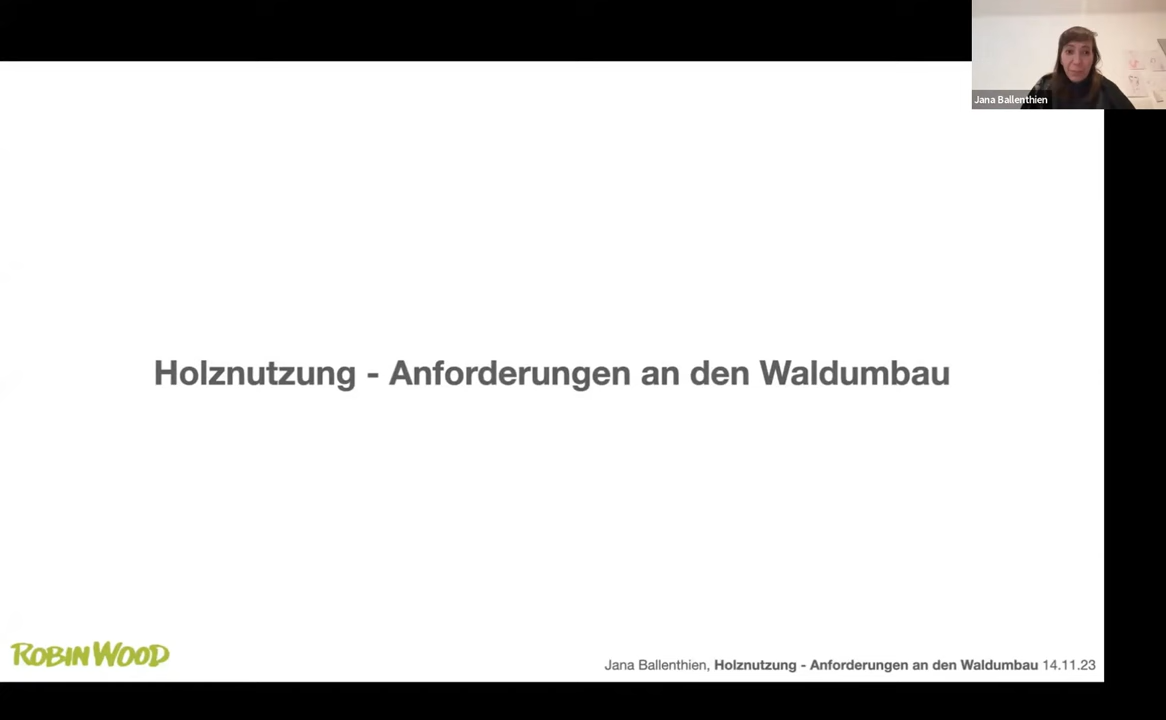 Jana Ballenthien
Holznutzung - Anforderungen an den Waldumbau
ROBIN WOOD
Jana Ballenthien, Holznutzung - Anforderungen an den Waldumbau 14.11.23